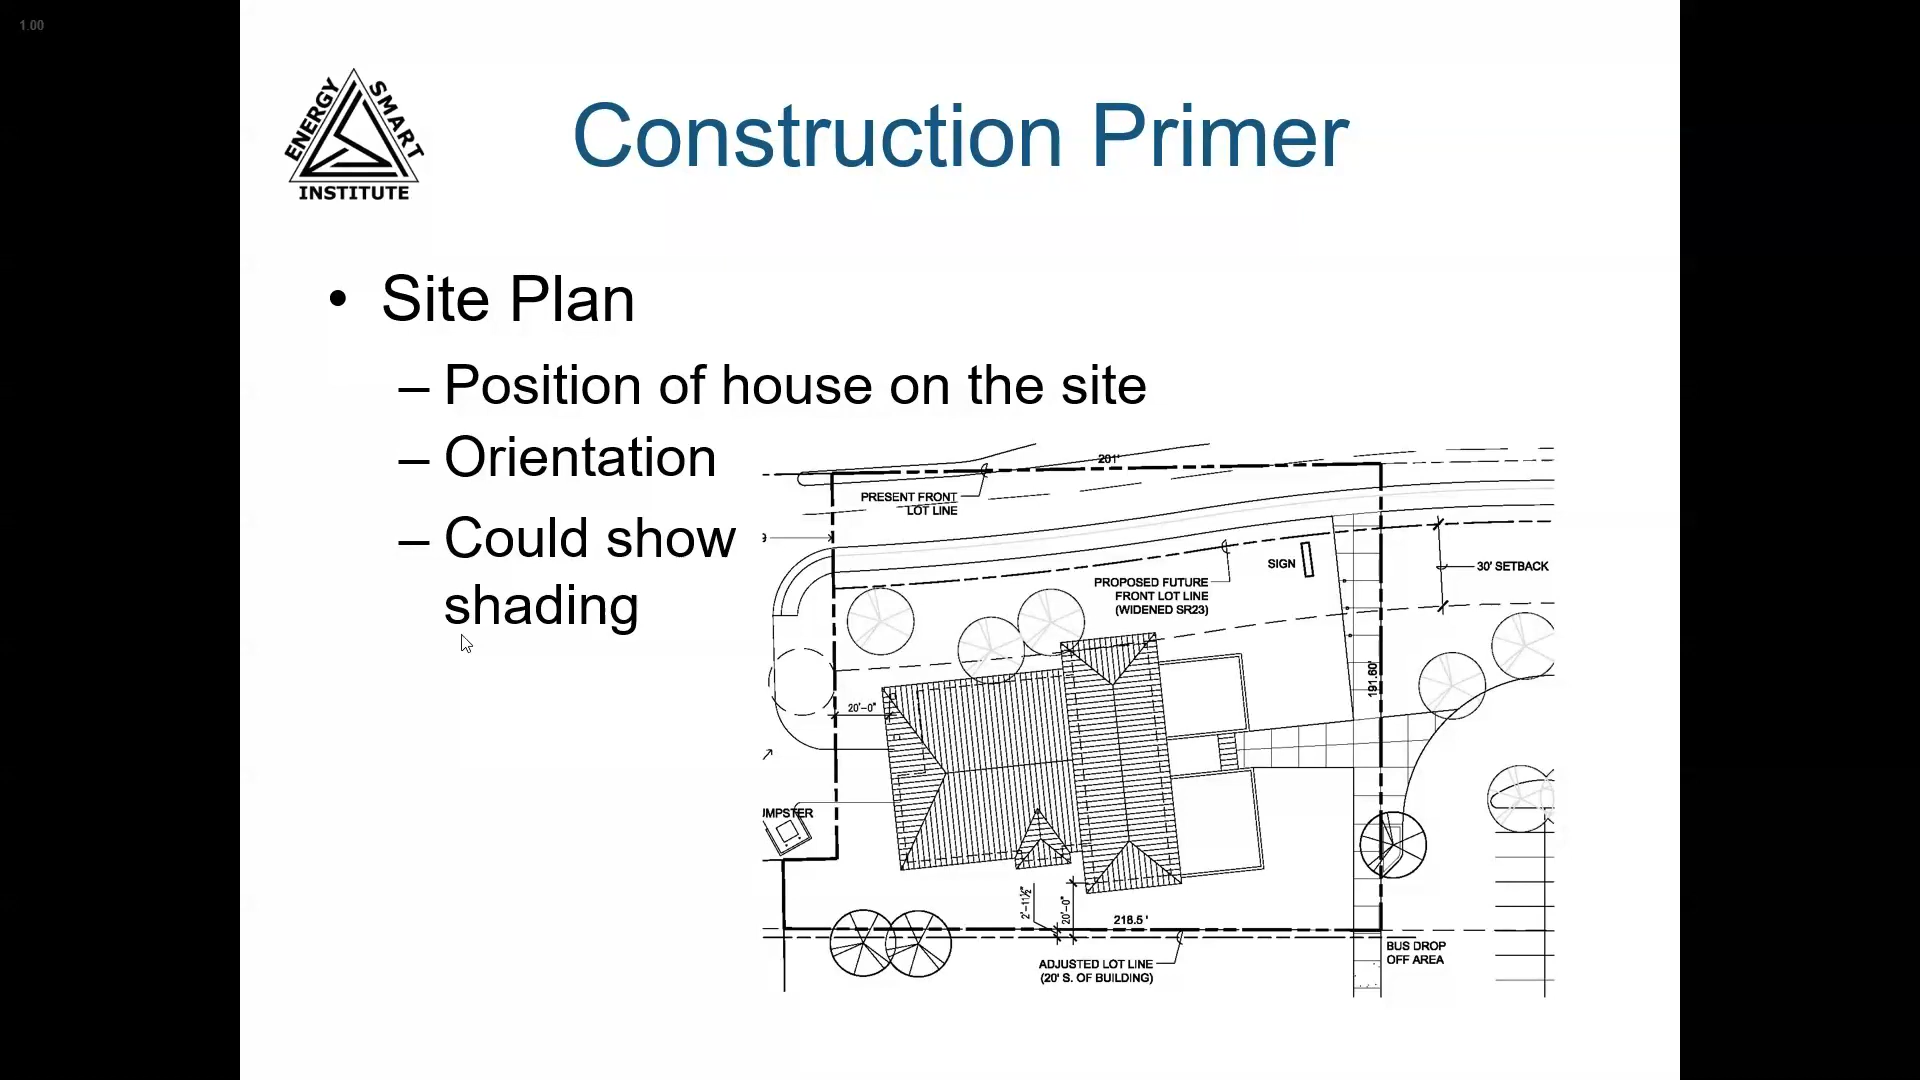 1.00
ENERGY SMART
INSTITUTE
Construction Primer
• Site Plan
– Position of house on the site
– Orientation
– Could show
shading
201'
PRESENT FRONT
LOT LINE
SIGN
30' SETBACK
PROPOSED FUTURE
FRONT LOT LINE
(WIDENED SR23)
191.60'
20'-0"
UMPSTER
2'-11½"
20'-0"
218.5 '
ADJUSTED LOT LINE
(20' S. OF BUILDING)
BUS DROP
OFF AREA